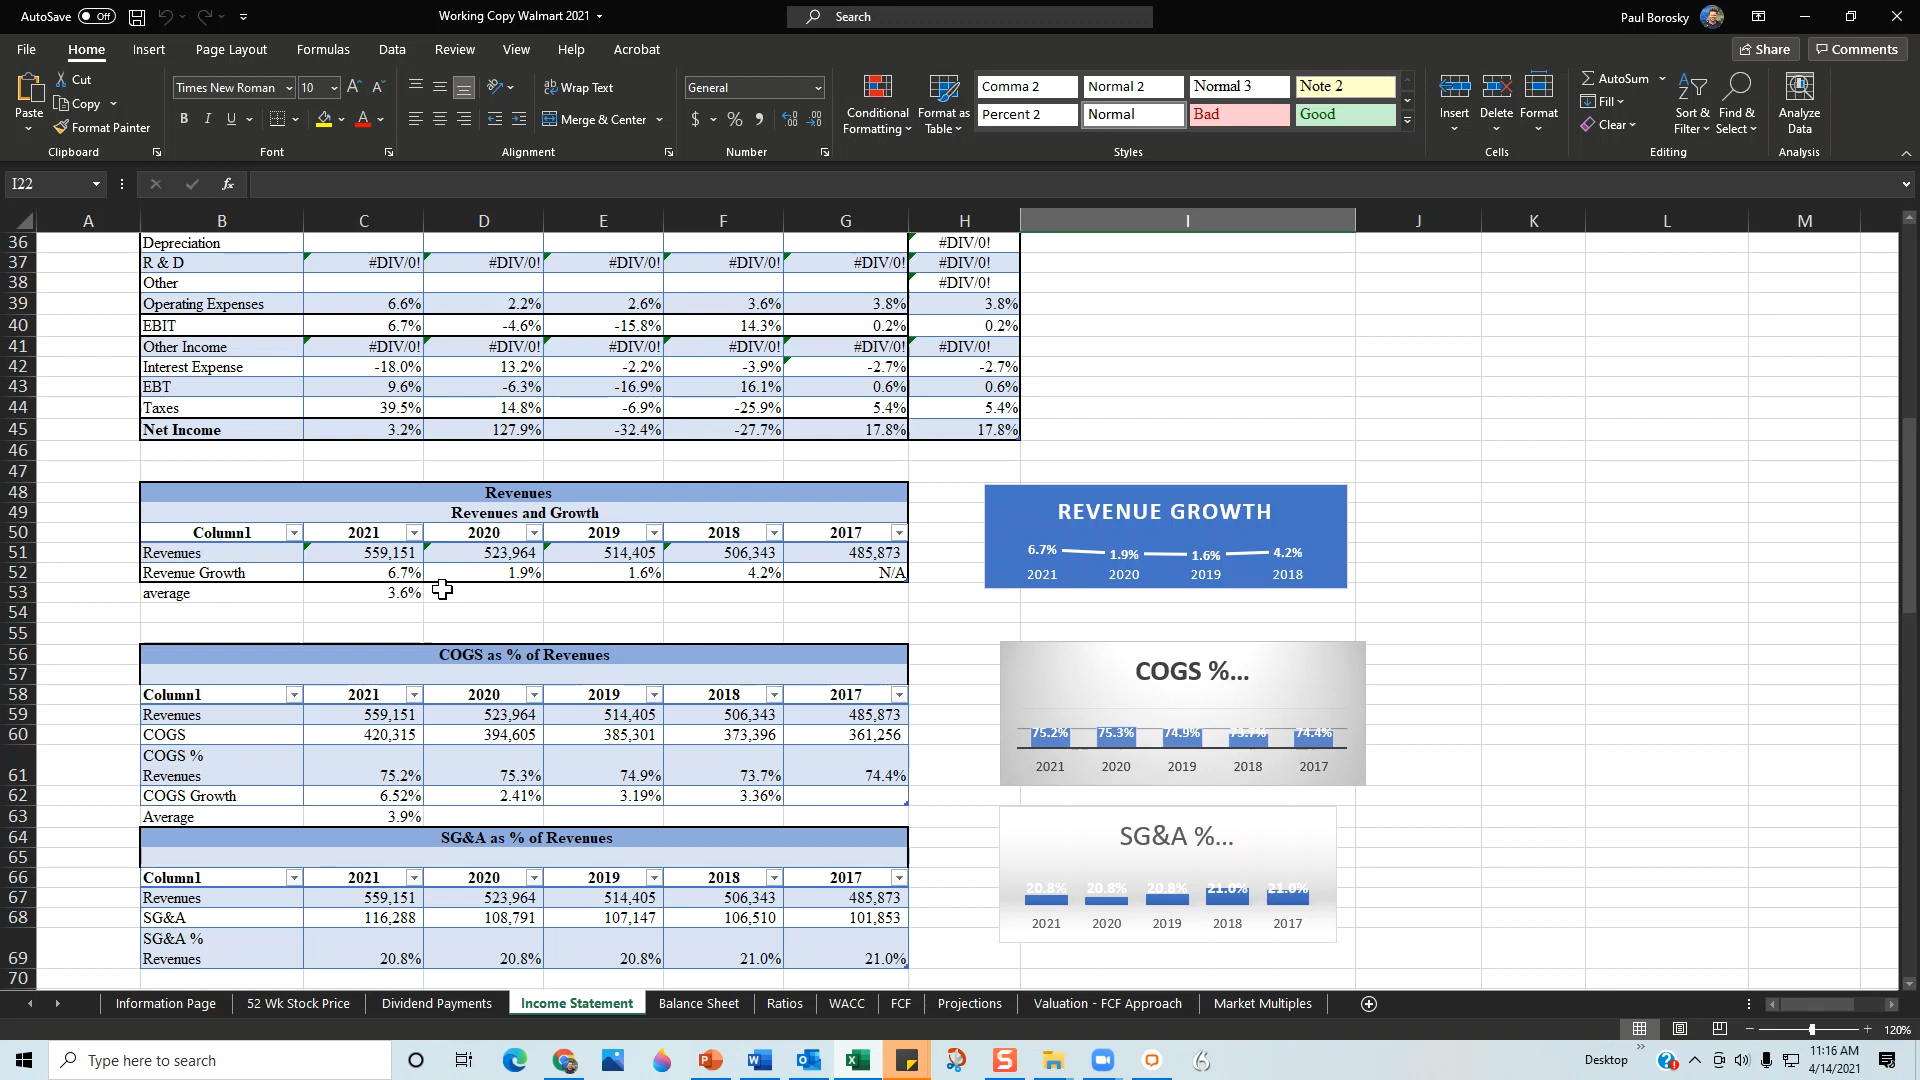 AutoSave Off Working Copy Walmart 2021 Search Paul Borosky
File Home Insert Page Layout Formulas Data Review View Help Acrobat Share Comments
Paste Cut Copy Format Painter Clipboard
Times New Roman 10 Font
Wrap Text Merge & Center Alignment
General Number
Conditional Formatting Format as Table
Comma 2 Normal 2 Normal 3 Note 2
Percent 2 Normal Bad Good
Styles
Insert Delete Format Cells
AutoSum Fill Clear Sort & Filter Find & Select Editing
Analyze Data Analysis
I22 fx
A B C D E F G H I J K L M
36 Depreciation #DIV/0!
37 R & D #DIV/0! #DIV/0! #DIV/0! #DIV/0! #DIV/0! #DIV/0!
38 Other #DIV/0!
39 Operating Expenses 6.6% 2.2% 2.6% 3.6% 3.8% 3.8%
40 EBIT 6.7% -4.6% -15.8% 14.3% 0.2% 0.2%
41 Other Income #DIV/0! #DIV/0! #DIV/0! #DIV/0! #DIV/0! #DIV/0!
42 Interest Expense -18.0% 13.2% -2.2% -3.9% -2.7% -2.7%
43 EBT 9.6% -6.3% -16.9% 16.1% 0.6% 0.6%
44 Taxes 39.5% 14.8% -6.9% -25.9% 5.4% 5.4%
45 Net Income 3.2% 127.9% -32.4% -27.7% 17.8% 17.8%
46
47
48 Revenues
49 Revenues and Growth
50 Column1 2021 2020 2019 2018 2017
51 Revenues 559,151 523,964 514,405 506,343 485,873
52 Revenue Growth 6.7% 1.9% 1.6% 4.2% N/A
53 average 3.6%
54
55
56 COGS as % of Revenues
57
58 Column1 2021 2020 2019 2018 2017
59 Revenues 559,151 523,964 514,405 506,343 485,873
60 COGS 420,315 394,605 385,301 373,396 361,256
COGS %
61 Revenues 75.2% 75.3% 74.9% 73.7% 74.4%
62 COGS Growth 6.52% 2.41% 3.19% 3.36%
63 Average 3.9%
64 SG&A as % of Revenues
65
66 Column1 2021 2020 2019 2018 2017
67 Revenues 559,151 523,964 514,405 506,343 485,873
68 SG&A 116,288 108,791 107,147 106,510 101,853
SG&A %
69 Revenues 20.8% 20.8% 20.8% 21.0% 21.0%
70
REVENUE GROWTH
6.7% 1.9% 1.6% 4.2%
2021 2020 2019 2018
COGS %...
75.2% 75.3% 74.9% 73.7% 74.4%
2021 2020 2019 2018 2017
SG&A %...
20.8% 20.8% 20.8% 21.0% 21.0%
2021 2020 2019 2018 2017
Information Page 52 Wk Stock Price Dividend Payments Income Statement Balance Sheet Ratios WACC FCF Projections Valuation - FCF Approach Market Multiples
120%
Type here to search Desktop 11:16 AM
4/14/2021